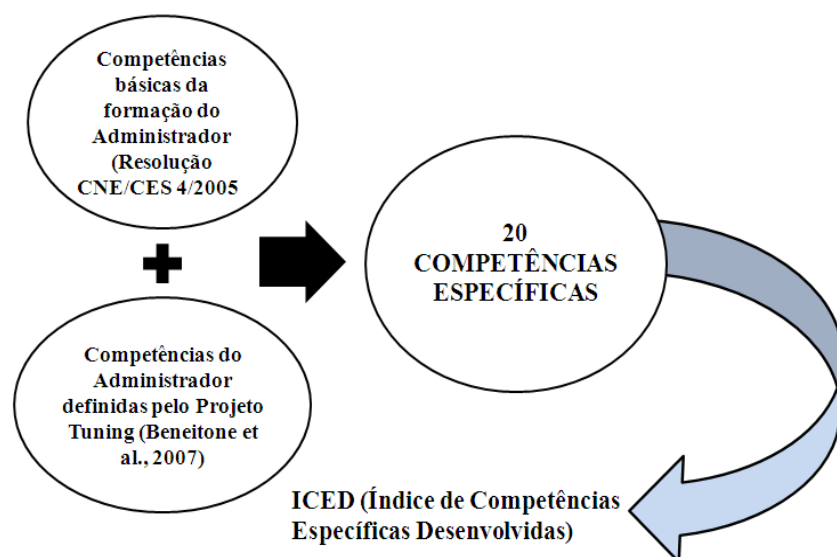 Competências
básicas da
formação do
Administrador
(Resolução
CNE/CES 4/2005
Competências do
Administrador
definidas pelo Projeto
Tuning (Beneitone et
al., 2007)
20
COMPETÊNCIAS
ESPECÍFICAS
ICED (Índice de Competências
Específicas Desenvolvidas)